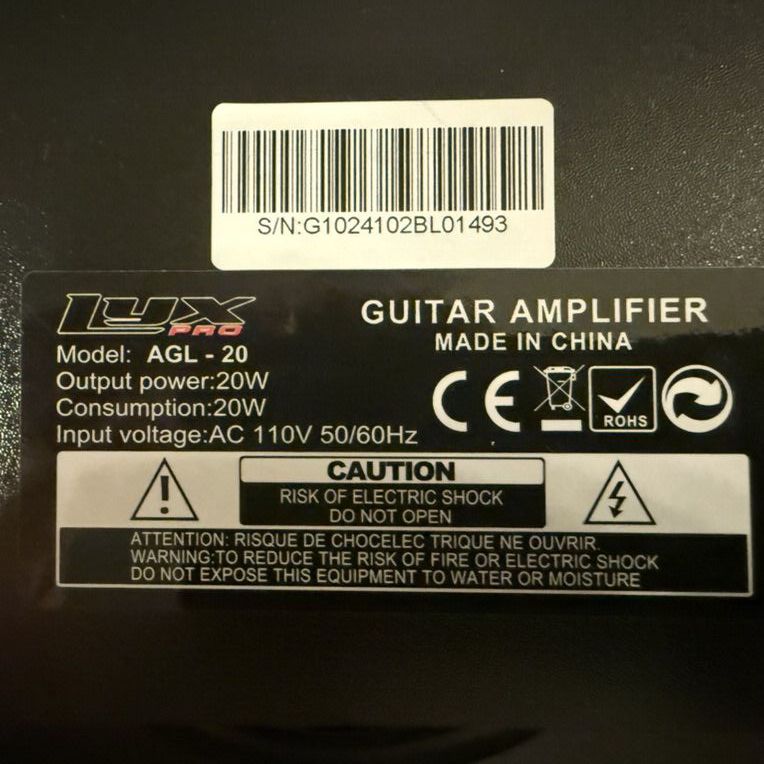 S/N:G1024102BL01493
LyX
PRO
GUITAR AMPLIFIER
MADE IN CHINA
Model: AGL - 20
Output power:20W
Consumption:20W
Input voltage:AC 110V 50/60Hz
CE
ROHS
CAUTION
RISK OF ELECTRIC SHOCK
DO NOT OPEN
ATTENTION: RISQUE DE CHOCELEC TRIQUE NE OUVRIR.
WARNING:TO REDUCE THE RISK OF FIRE OR ELECTRIC SHOCK
DO NOT EXPOSE THIS EQUIPMENT TO WATER OR MOISTURE